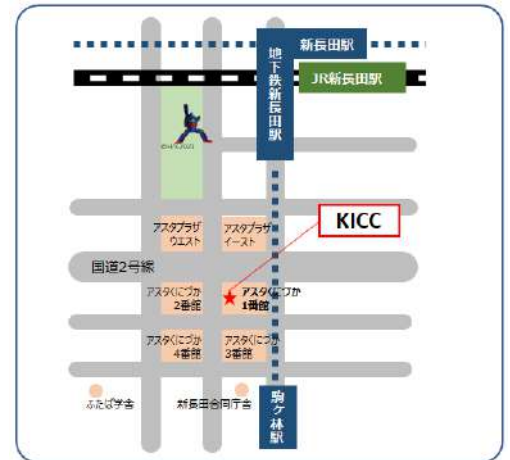 新長田駅
地下鉄新長田駅
JR新長田駅
KICC
アスタプラザ
ウエスト
アスタプラザ
イースト
国道2号線
アスタくにづか
2番館
アスタくにづか
1番館
アスタくにづか
4番館
アスタくにづか
3番館
ふたば学舎
新長田合同庁舎
駒ヶ林駅